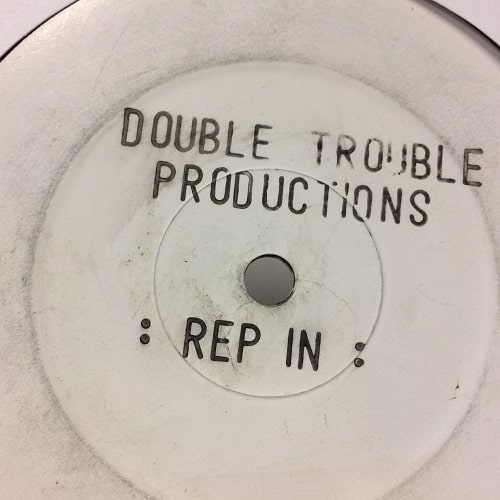 DOUBLE TROUBLE
PRODUCTIONS
: REP IN :